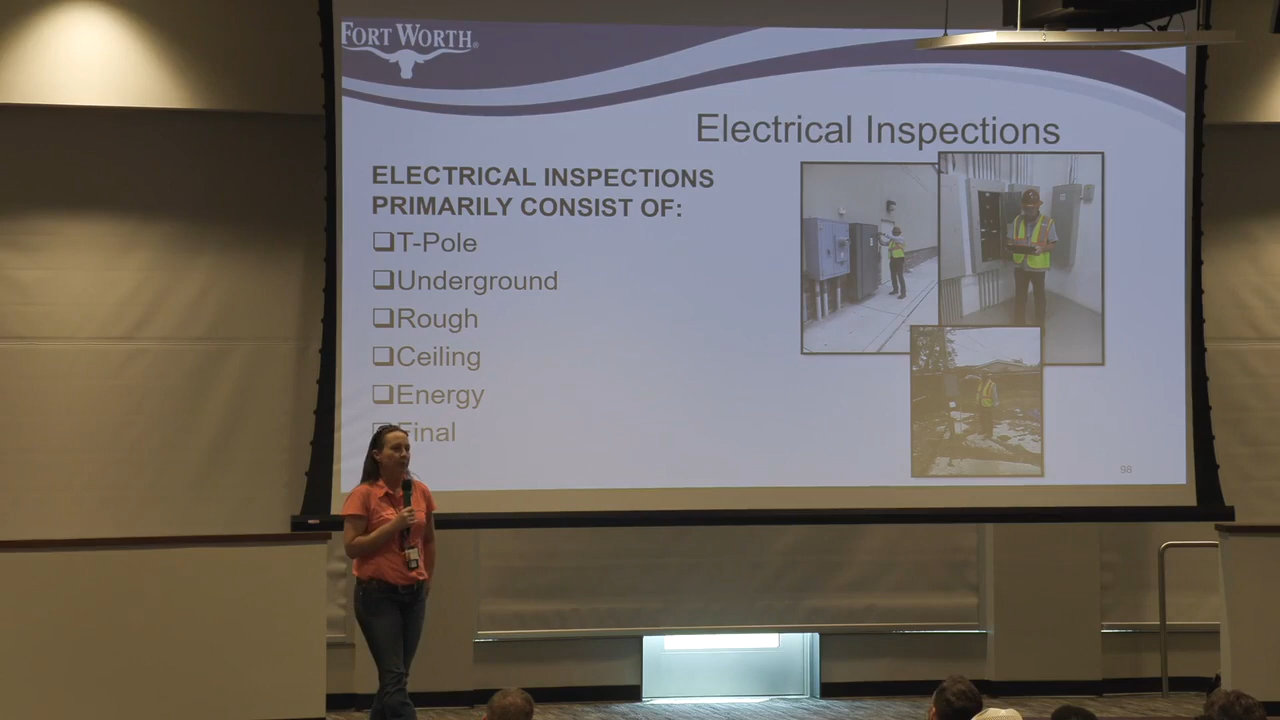 FORT WORTH®
Electrical Inspections
ELECTRICAL INSPECTIONS
PRIMARILY CONSIST OF:
T-Pole
Underground
Rough
Ceiling
Energy
Final
98